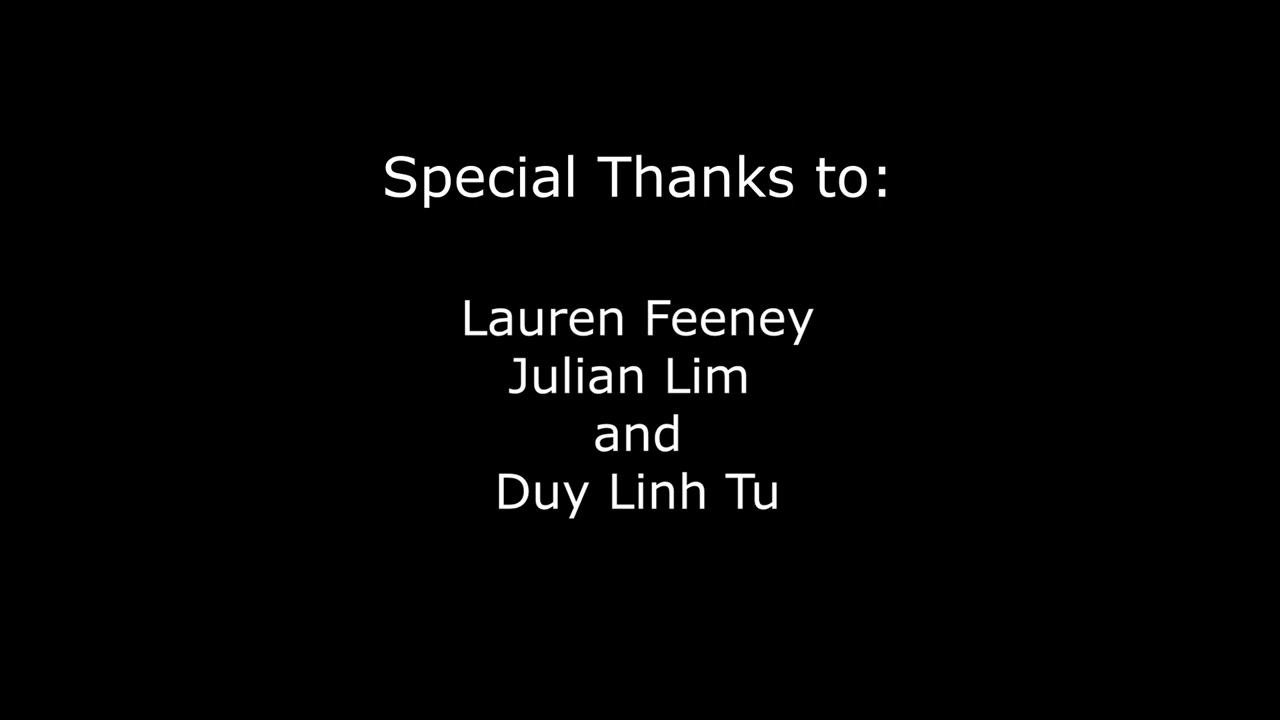 Special Thanks to:
Lauren Feeney
Julian Lim
and
Duy Linh Tu